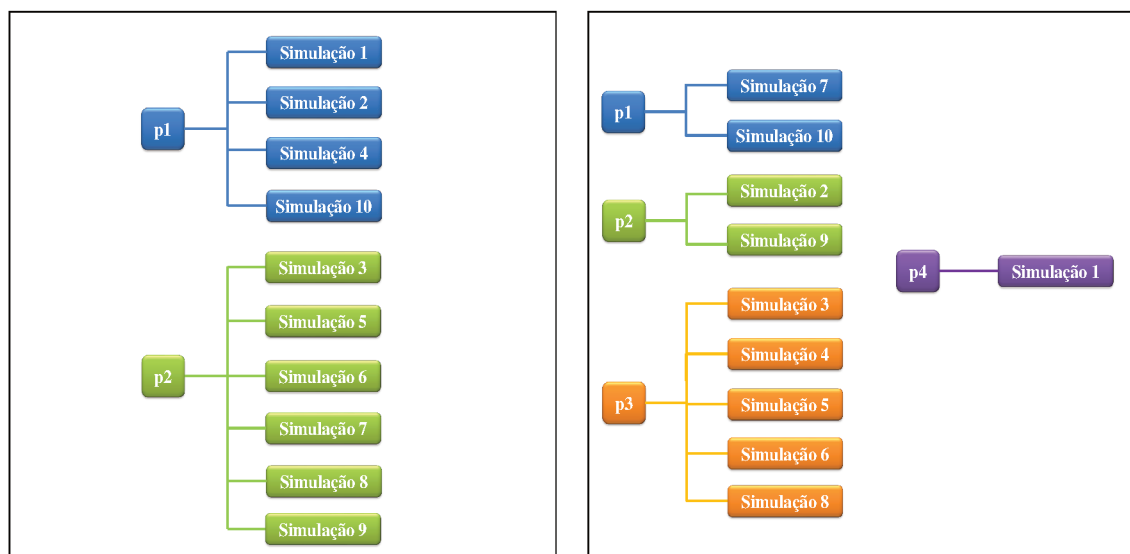 p1
Simulação 1
Simulação 2
Simulação 4
Simulação 10
p2
Simulação 3
Simulação 5
Simulação 6
Simulação 7
Simulação 8
Simulação 9
p1
Simulação 7
Simulação 10
p2
Simulação 2
Simulação 9
p3
Simulação 3
Simulação 4
Simulação 5
Simulação 6
Simulação 8
p4
Simulação 1